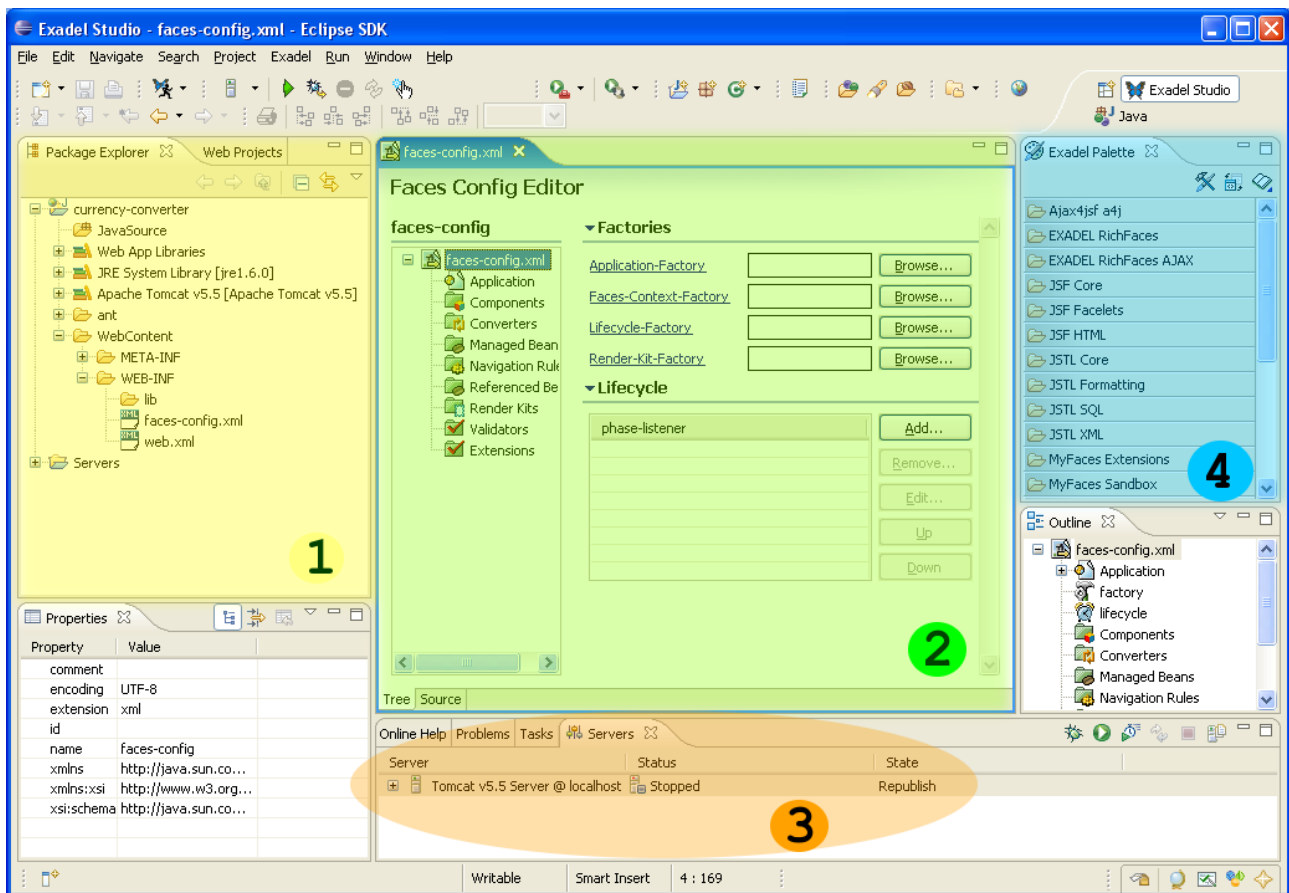 Exadel Studio - faces-config.xml - Eclipse SDK
File Edit Navigate Search Project Exadel Run Window Help
Exadel Studio
Java
Package Explorer Web Projects
currency-converter
JavaSource
Web App Libraries
JRE System Library [jre1.6.0]
Apache Tomcat v5.5 [Apache Tomcat v5.5]
ant
WebContent
META-INF
WEB-INF
lib
faces-config.xml
web.xml
Servers
1
Properties
Property Value
comment
encoding UTF-8
extension xml
id
name faces-config
xmlns http://java.sun.co...
xmlns:xsi http://www.w3.org...
xsi:schema http://java.sun.co...
faces-config.xml
Faces Config Editor
faces-config
faces-config.xml
Application
Components
Converters
Managed Bean
Navigation Rule
Referenced Be
Render Kits
Validators
Extensions
Factories
Application-Factory Browse...
Faces-Context-Factory Browse...
Lifecycle-Factory Browse...
Render-Kit-Factory Browse...
Lifecycle
phase-listener
Add...
Remove...
Edit...
Up
Down
2
Tree Source
Online Help Problems Tasks Servers
Server Status State
Tomcat v5.5 Server @ localhost Stopped Republish
3
Exadel Palette
Ajax4jsf a4j
EXADEL RichFaces
EXADEL RichFaces AJAX
JSF Core
JSF Facelets
JSF HTML
JSTL Core
JSTL Formatting
JSTL SQL
JSTL XML
MyFaces Extensions
MyFaces Sandbox
4
Outline
faces-config.xml
Application
factory
lifecycle
Components
Converters
Managed Beans
Navigation Rules
Writable Smart Insert 4 : 169